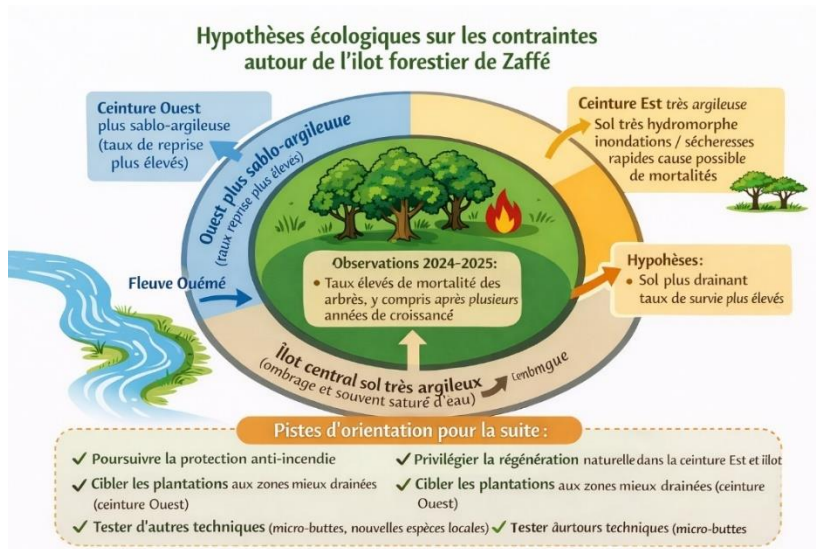 Hypothèses écologiques sur les contraintes
autour de l'ilot forestier de Zaffé
Ceinture Ouest
plus sablo-argileuse
(taux de reprise
plus élevés)
Ouest plus sablo-argileuue
(taux reprise plus élevés)
Ceinture Est très argileuse
Sol très hydromorphe
inondations / sécheresses
rapides cause possible
de mortalités
Fleuve Ouémé
Observations 2024-2025:
• Taux élevés de mortalité des
arbrès, y compris après plusieurs
années de croissancé
Hypohèses:
• Sol plus drainant
taux de survie plus élevés
Îlot central sol très argileux
(ombrage et souvent saturé d'eau)
Pistes d'orientation pour la suite :
✓ Poursuivre la protection anti-incendie
✓ Privilégier la régénération naturelle dans la ceinture Est et iilot
✓ Cibler les plantations aux zones mieux drainées
(ceinture Ouest)
✓ Cibler les plantations aux zones mieux drainées (ceinture
Ouest)
✓ Tester d'autres techniques (micro-buttes, nouvelles espèces locales)
✓ Tester âurtours techniques (micro-buttes